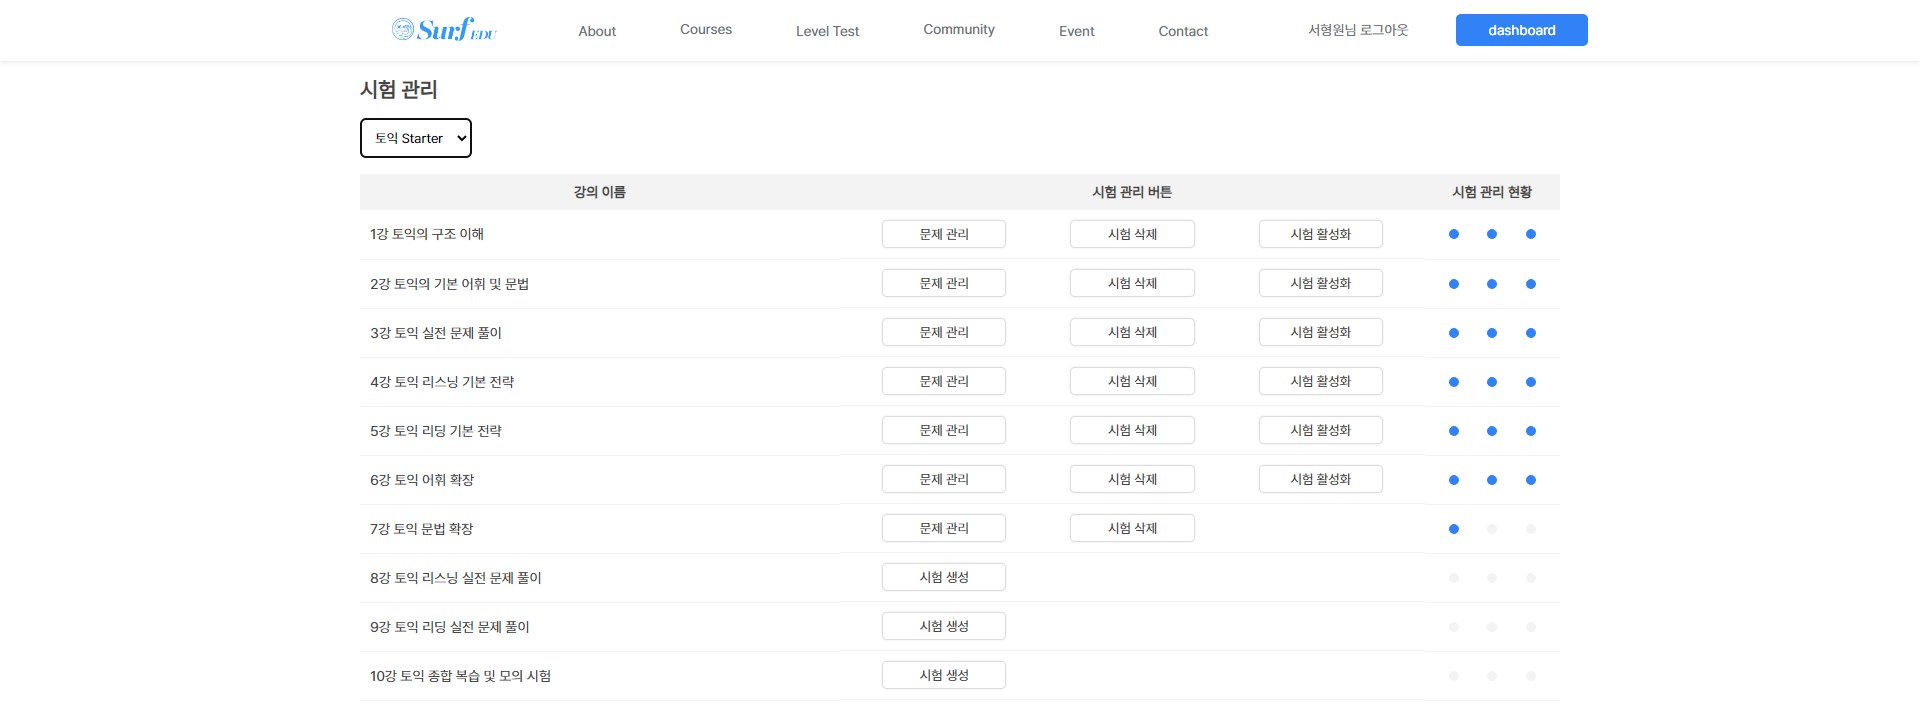 Surf EDU About Courses Level Test Community Event Contact 서형원님 로그아웃 dashboard
시험 관리
토익 Starter
강의 이름 시험 관리 버튼 시험 관리 현황
1강 토익의 구조 이해 문제 관리 시험 삭제 시험 활성화
2강 토익의 기본 어휘 및 문법 문제 관리 시험 삭제 시험 활성화
3강 토익 실전 문제 풀이 문제 관리 시험 삭제 시험 활성화
4강 토익 리스닝 기본 전략 문제 관리 시험 삭제 시험 활성화
5강 토익 리딩 기본 전략 문제 관리 시험 삭제 시험 활성화
6강 토익 어휘 확장 문제 관리 시험 삭제 시험 활성화
7강 토익 문법 확장 문제 관리 시험 삭제
8강 토익 리스닝 실전 문제 풀이 시험 생성
9강 토익 리딩 실전 문제 풀이 시험 생성
10강 토익 종합 복습 및 모의 시험 시험 생성